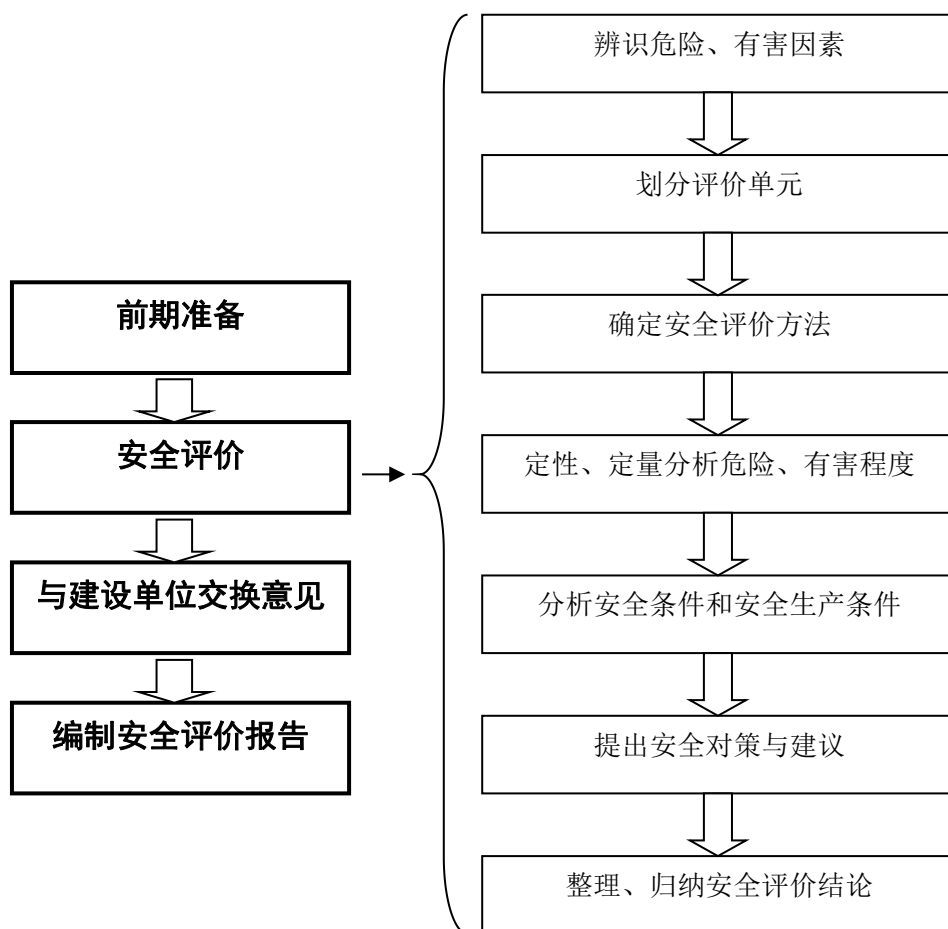 前期准备
安全评价
与建设单位交换意见
编制安全评价报告
辨识危险、有害因素
划分评价单元
确定安全评价方法
定性、定量分析危险、有害程度
分析安全条件和安全生产条件
提出安全对策与建议
整理、归纳安全评价结论